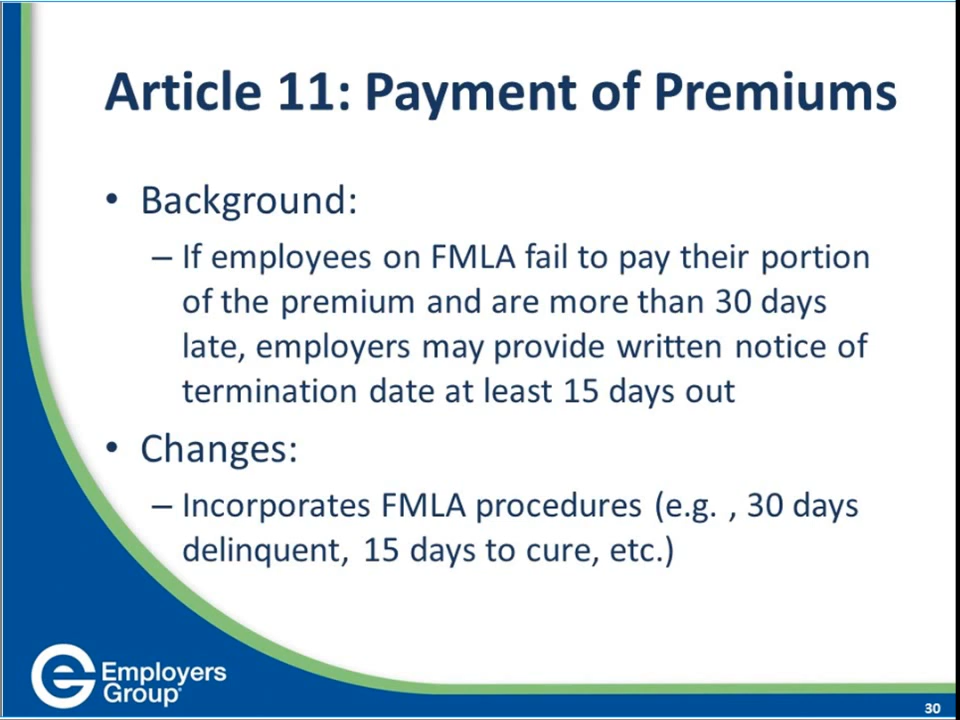 Article 11: Payment of Premiums
• Background:
– If employees on FMLA fail to pay their portion
of the premium and are more than 30 days
late, employers may provide written notice of
termination date at least 15 days out
• Changes:
– Incorporates FMLA procedures (e.g. , 30 days
delinquent, 15 days to cure, etc.)
Employers
Group
30